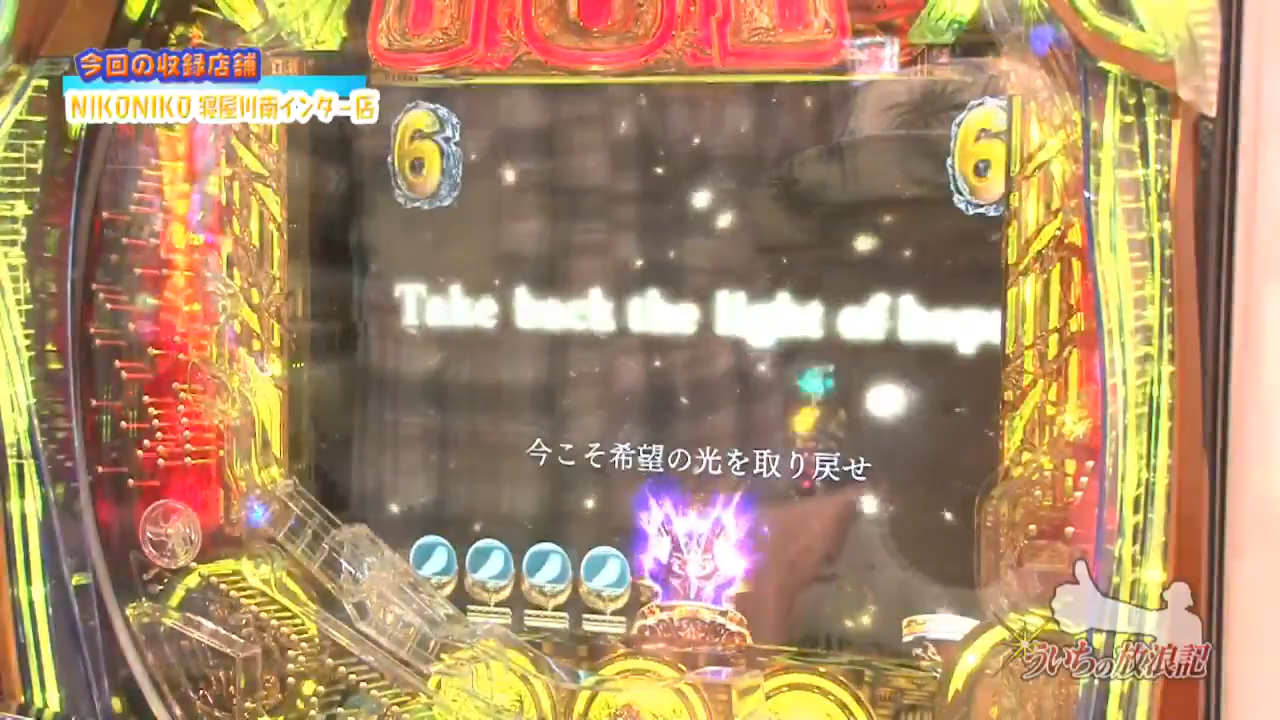 今回の収録店舗
NIKONIKO 寝屋川南インター店
6
6
Take back the light of hope
今こそ希望の光を取り戻せ
ういちの放浪記